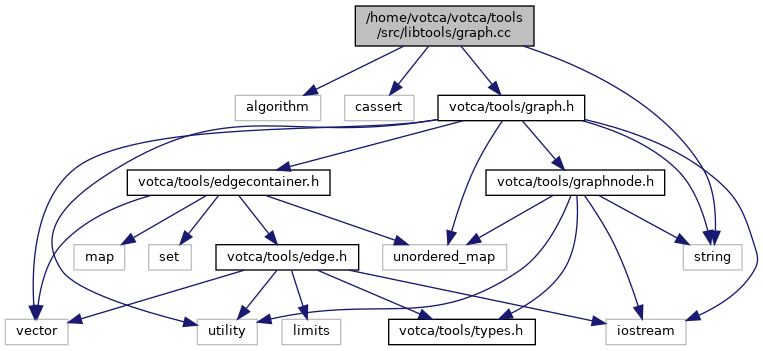 /home/votca/votca/tools
/src/libtools/graph.cc
algorithm
cassert
votca/tools/graph.h
votca/tools/edgecontainer.h
votca/tools/graphnode.h
map
set
votca/tools/edge.h
unordered_map
string
vector
utility
limits
votca/tools/types.h
iostream